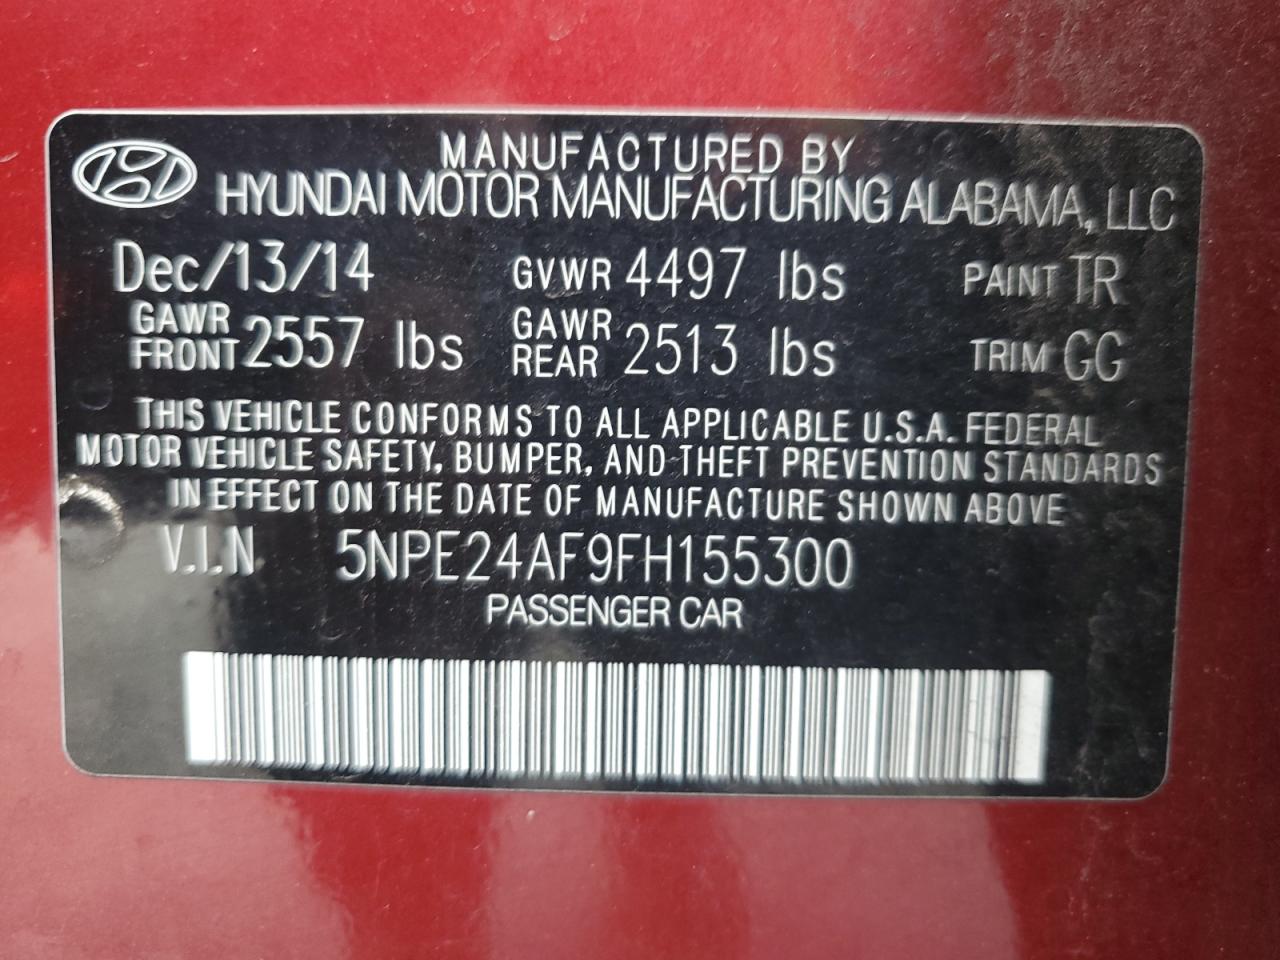 MANUFACTURED BY
HYUNDAI MOTOR MANUFACTURING ALABAMA, LLC
Dec/13/14 GVWR 4497 lbs PAINT TR
GAWR FRONT 2557 lbs GAWR REAR 2513 lbs TRIM GG
THIS VEHICLE CONFORMS TO ALL APPLICABLE U.S.A. FEDERAL
MOTOR VEHICLE SAFETY, BUMPER, AND THEFT PREVENTION STANDARDS
IN EFFECT ON THE DATE OF MANUFACTURE SHOWN ABOVE
V.I.N 5NPE24AF9FH155300
PASSENGER CAR